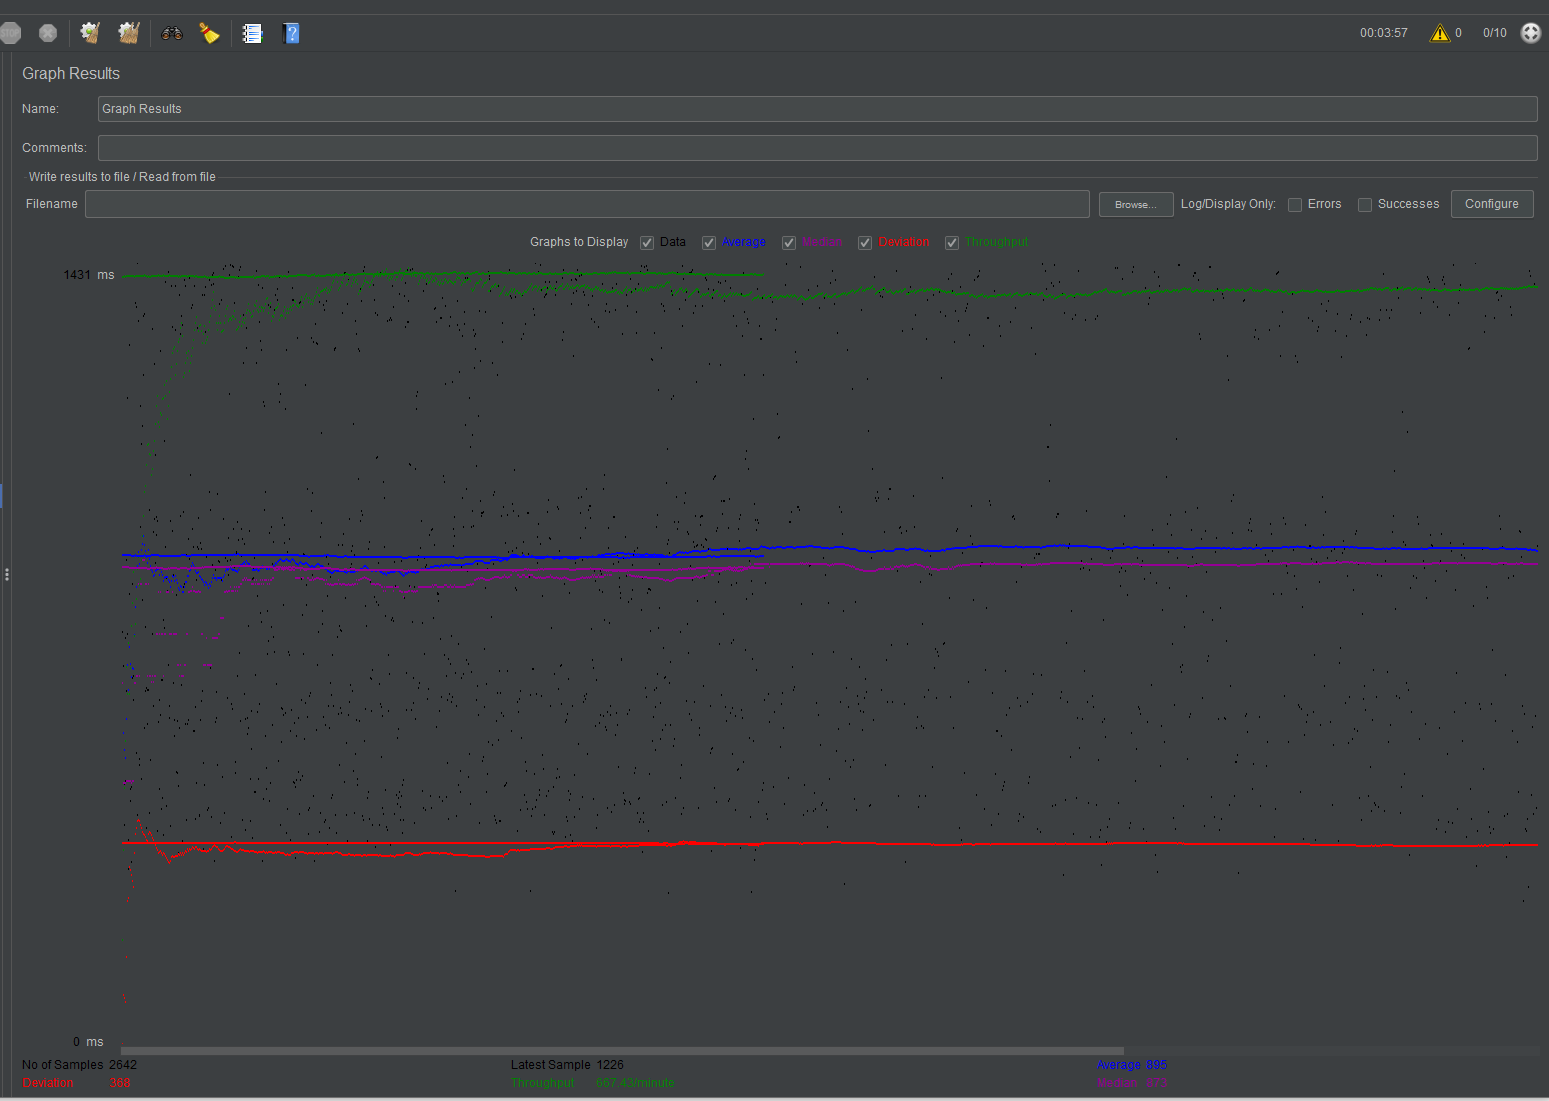 STOP
00:03:57 0 0/10
Graph Results
Name: Graph Results
Comments:
Write results to file / Read from file
Filename Browse... Log/Display Only: Errors Successes Configure
Graphs to Display Data Average Median Deviation Throughput
1431 ms
0 ms
No of Samples 2642 Latest Sample 1226 Average 895
Deviation 368 Throughput 667.43/minute Median 873